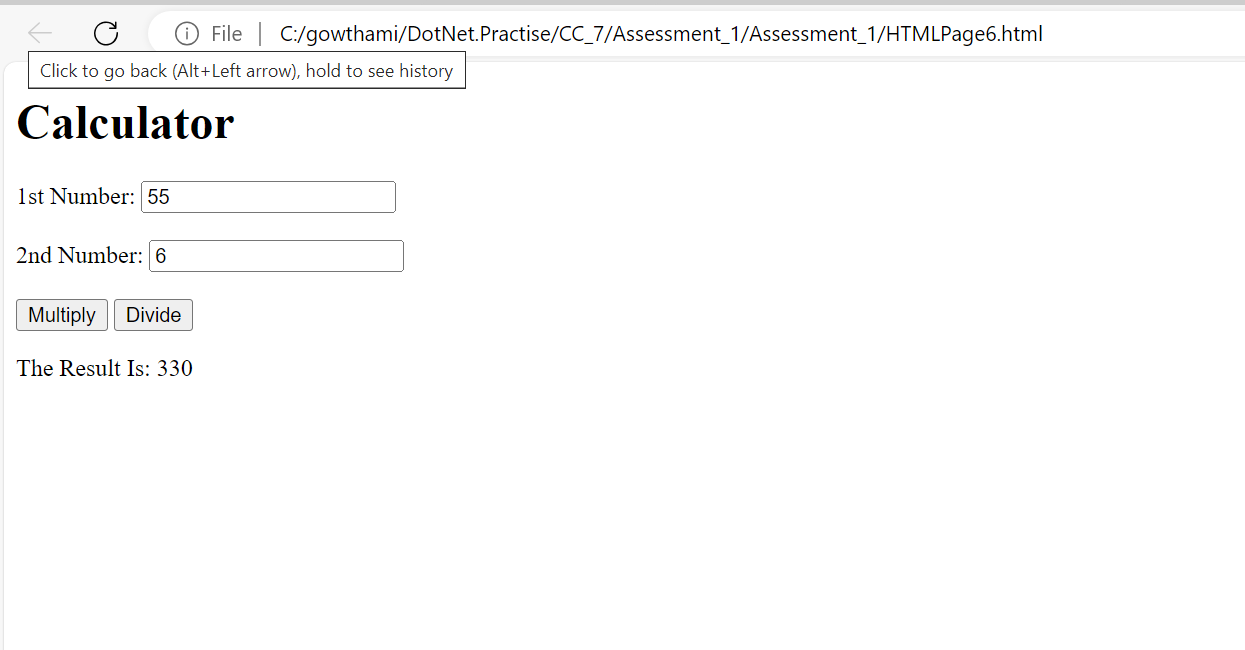 File | C:/gowthami/DotNet.Practise/CC_7/Assessment_1/Assessment_1/HTMLPage6.html
Click to go back (Alt+Left arrow), hold to see history
Calculator
1st Number: 55
2nd Number: 6
Multiply Divide
The Result Is: 330